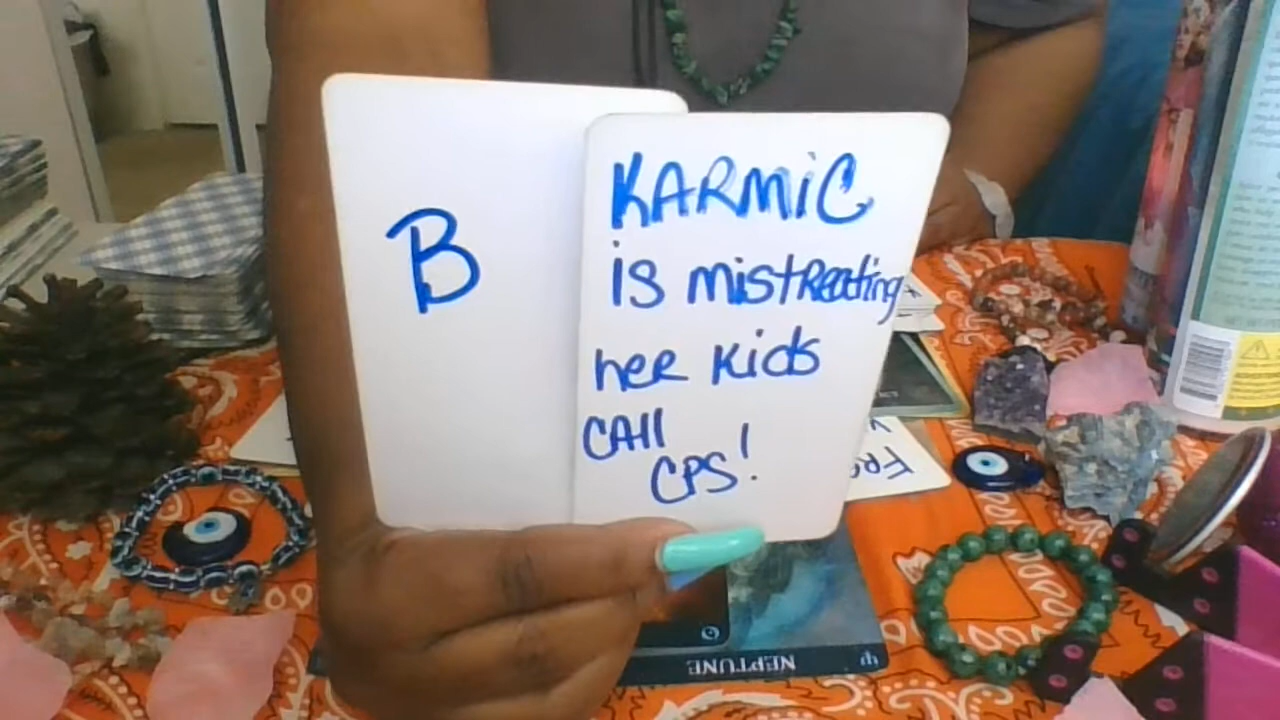 B
KARMIC
is mistreating
her kids
CAll
CPS!
NEPTUNE